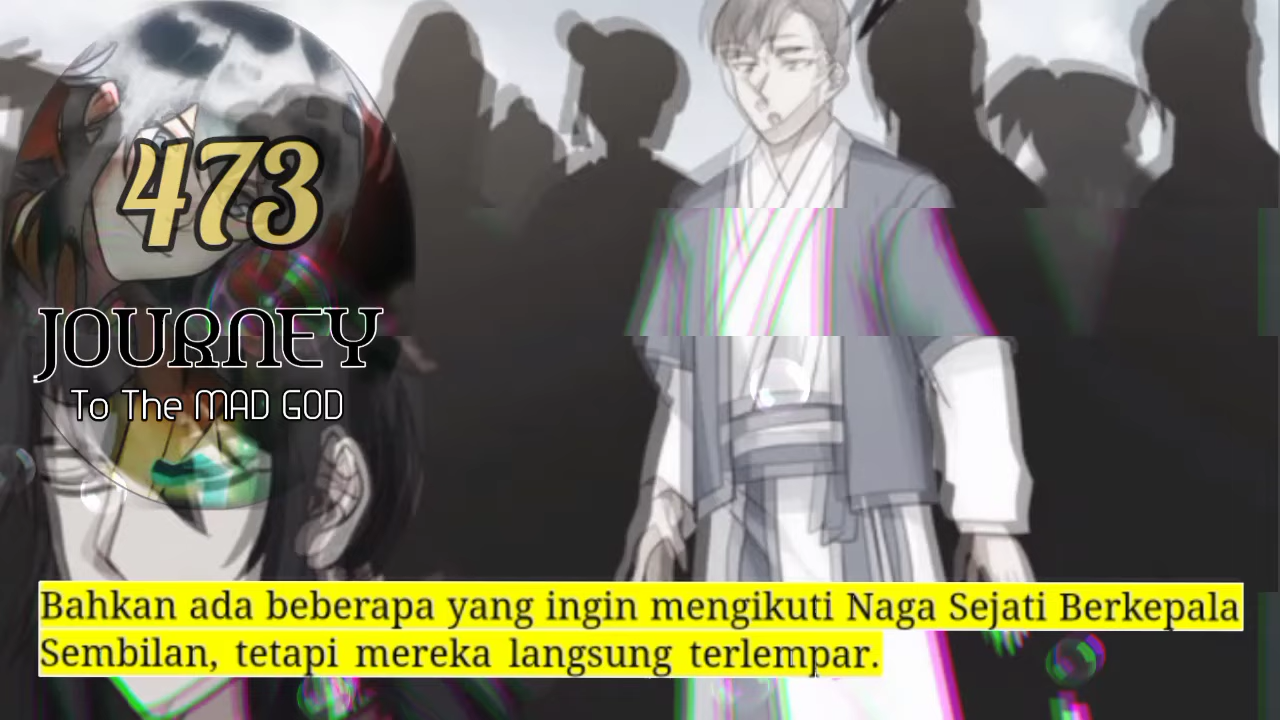 473
JOURNEY
To The MAD GOD
Bahkan ada beberapa yang ingin mengikuti Naga Sejati Berkepala
Sembilan, tetapi mereka langsung terlempar.